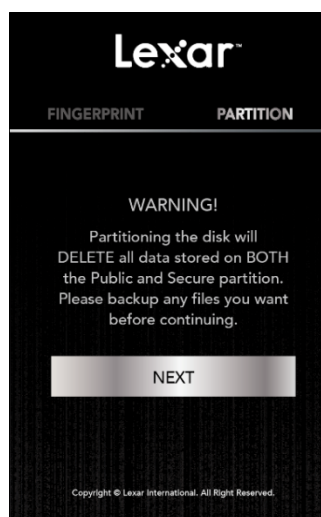 Lexar™
FINGERPRINT PARTITION
WARNING!
Partitioning the disk will
DELETE all data stored on BOTH
the Public and Secure partition.
Please backup any files you want
before continuing.
NEXT
Copyright © Lexar International. All Right Reserved.